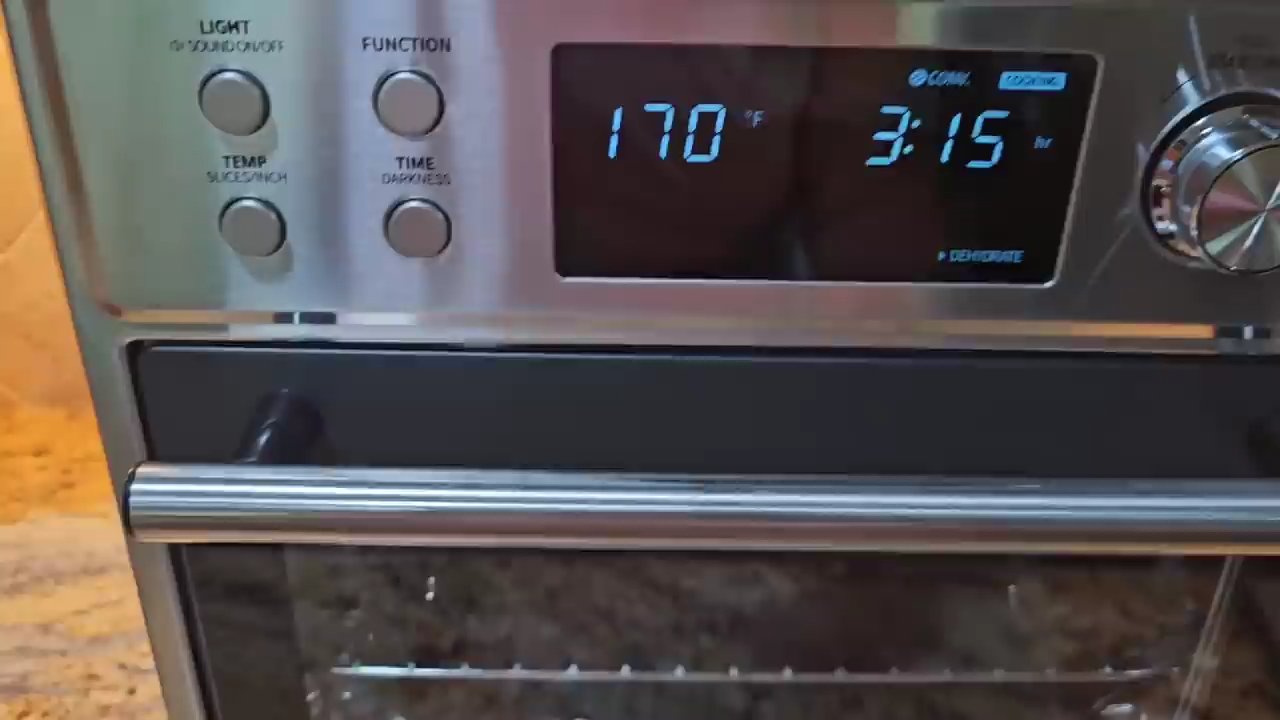 LIGHT
SOUND ON/OFF
FUNCTION
TEMP
SLICES/INCH
TIME
DARKNESS
CONV. COOKING
170 °F 3:15 hr
DEHYDRATE